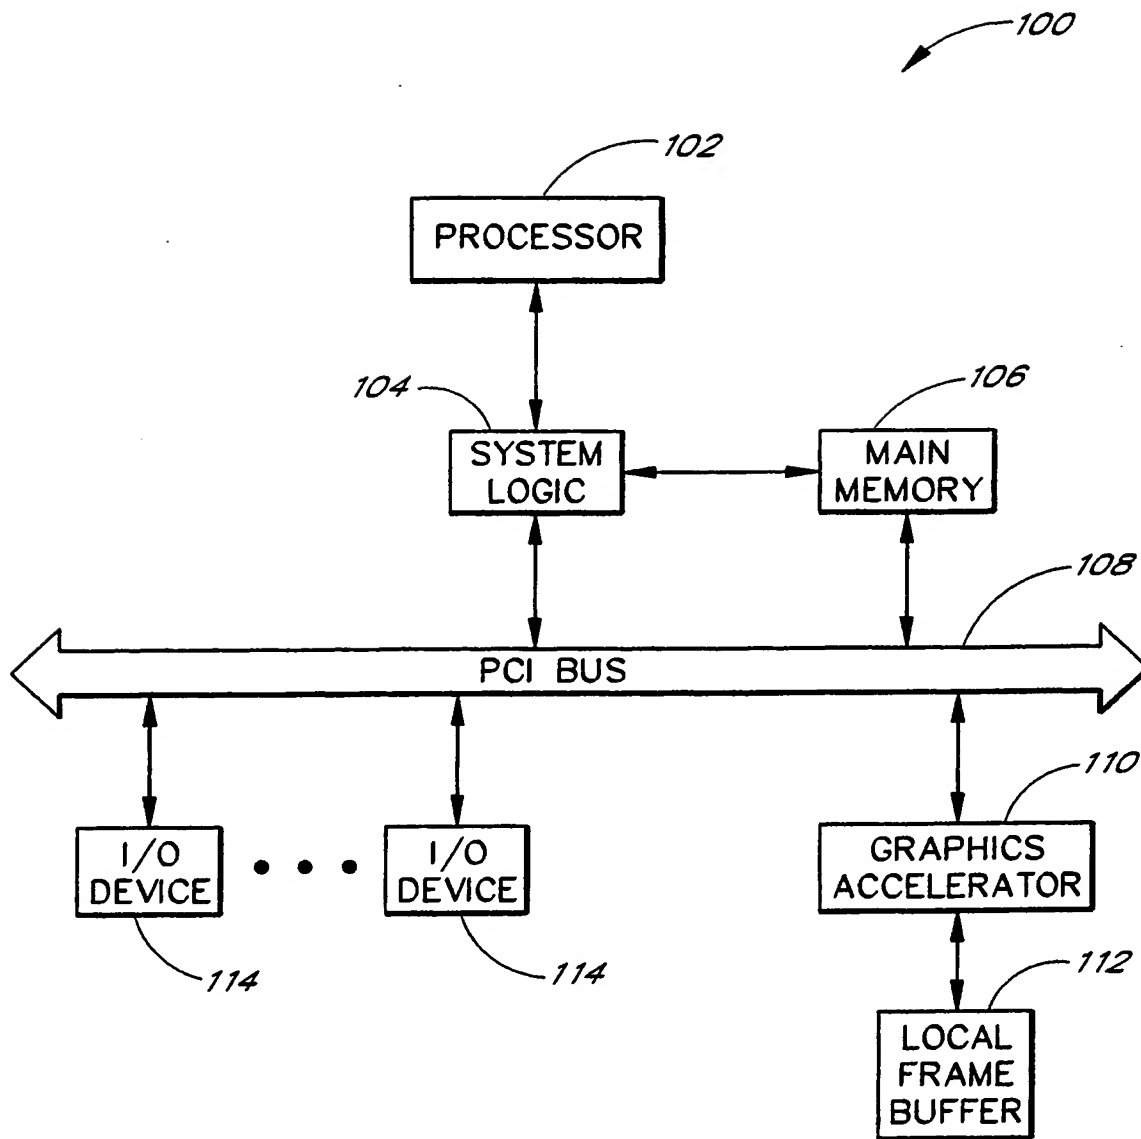 100
102
PROCESSOR
104
106
SYSTEM
LOGIC
MAIN
MEMORY
108
PCI BUS
110
I/O
DEVICE
I/O
DEVICE
GRAPHICS
ACCELERATOR
114
114
112
LOCAL
FRAME
BUFFER